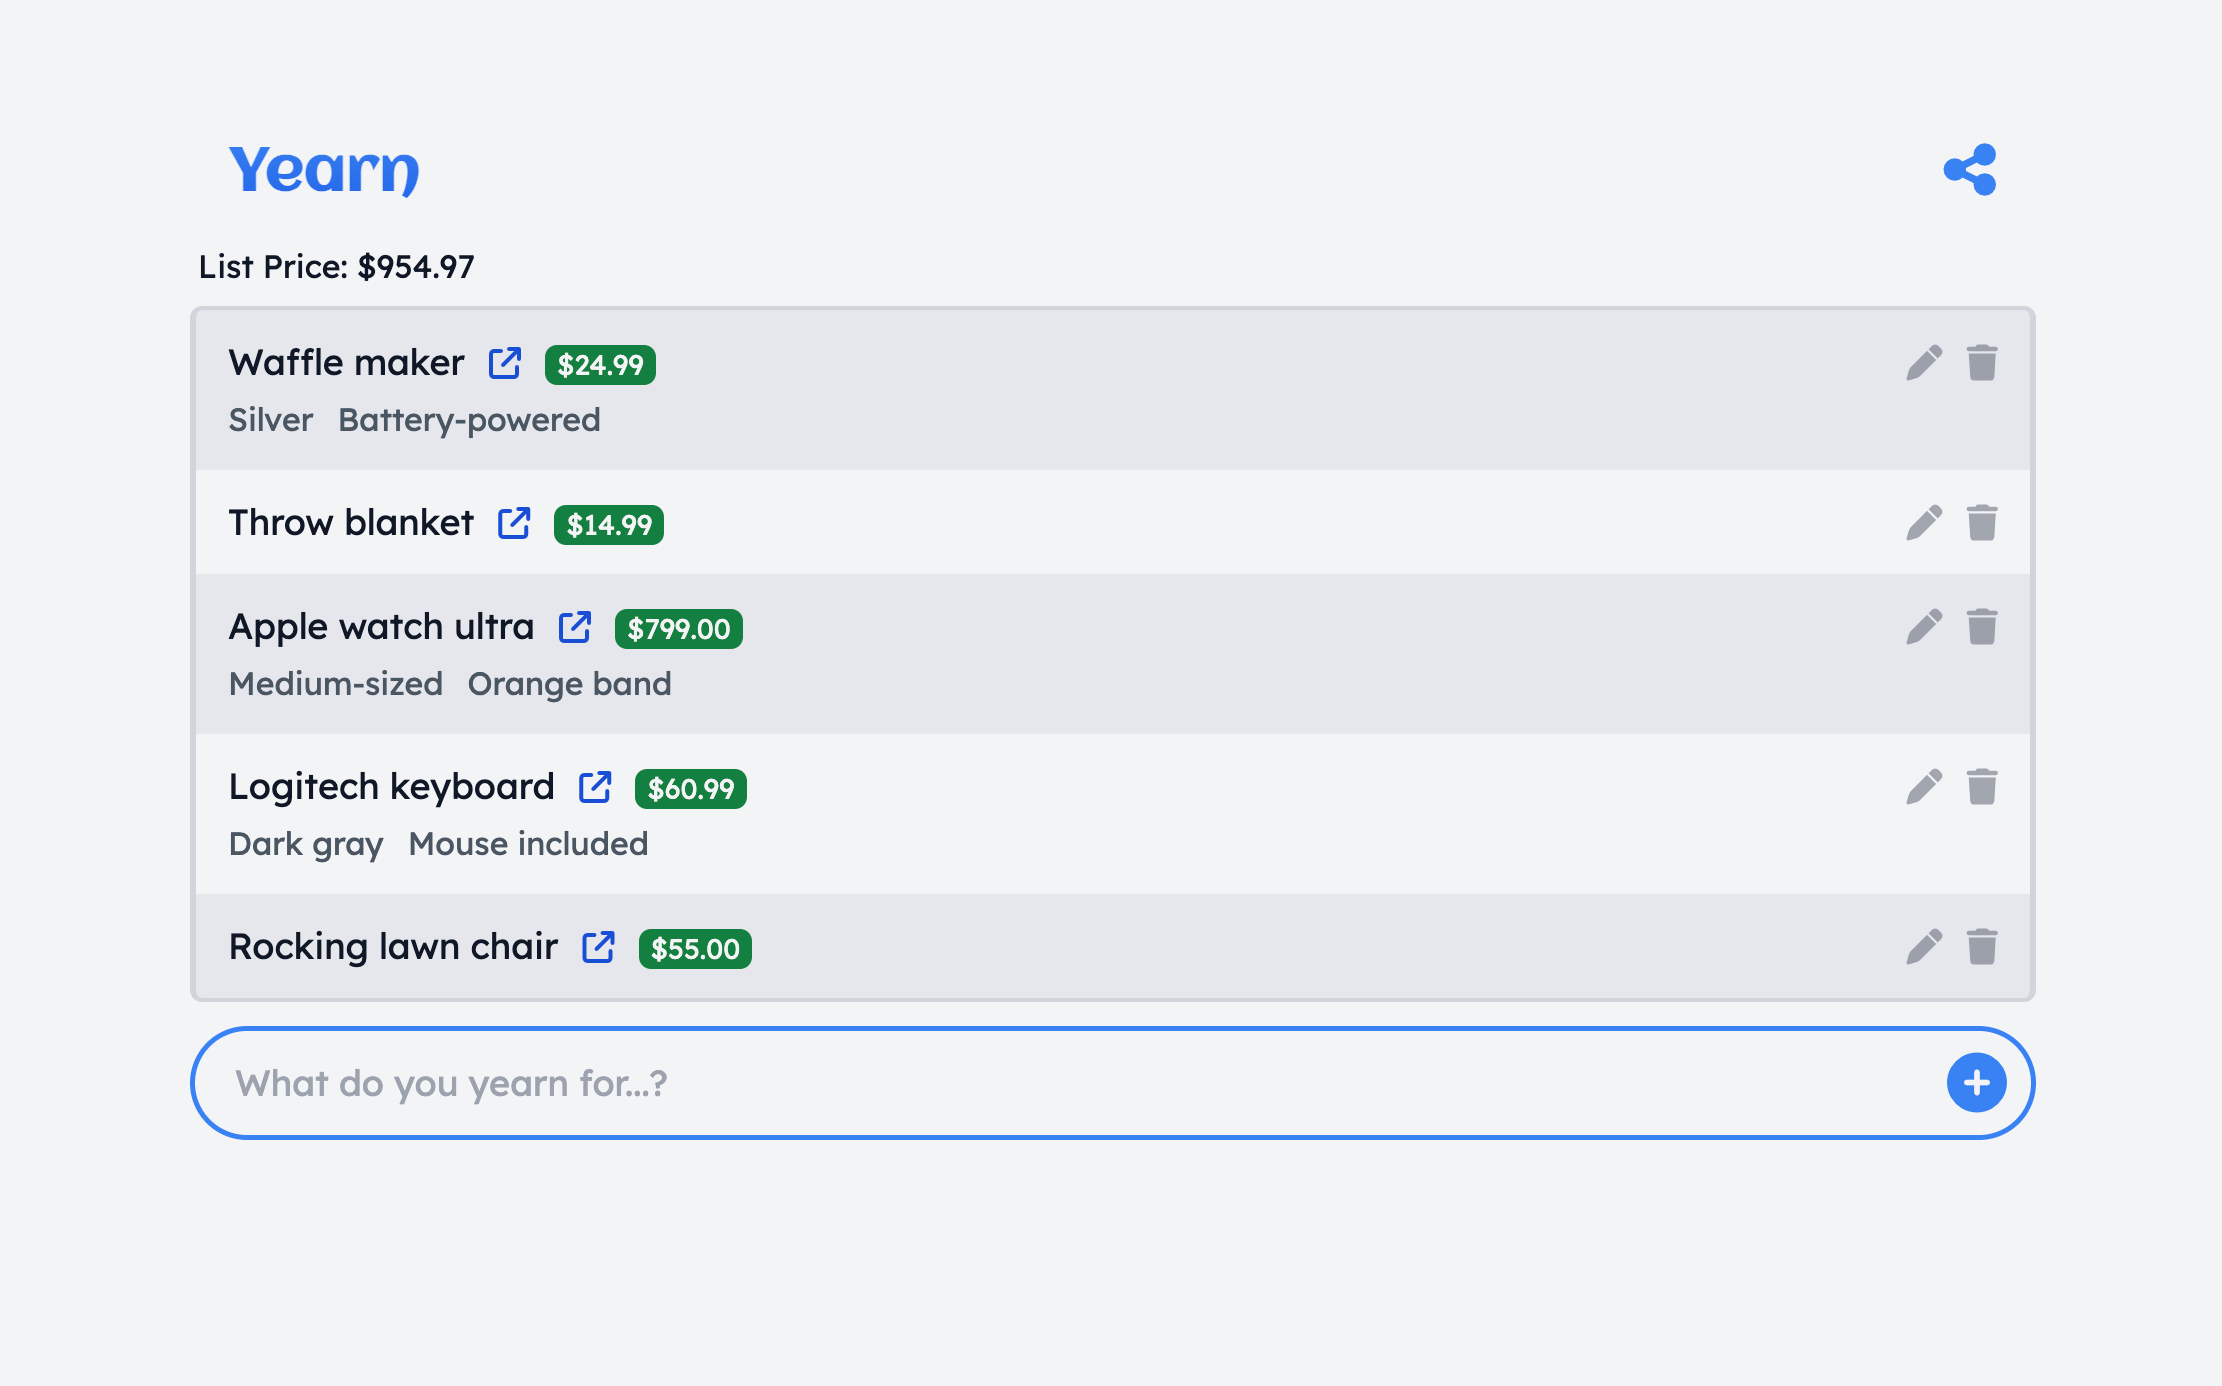 Yearn
List Price: $954.97
Waffle maker $24.99
Silver Battery-powered
Throw blanket $14.99
Apple watch ultra $799.00
Medium-sized Orange band
Logitech keyboard $60.99
Dark gray Mouse included
Rocking lawn chair $55.00
What do you yearn for...?